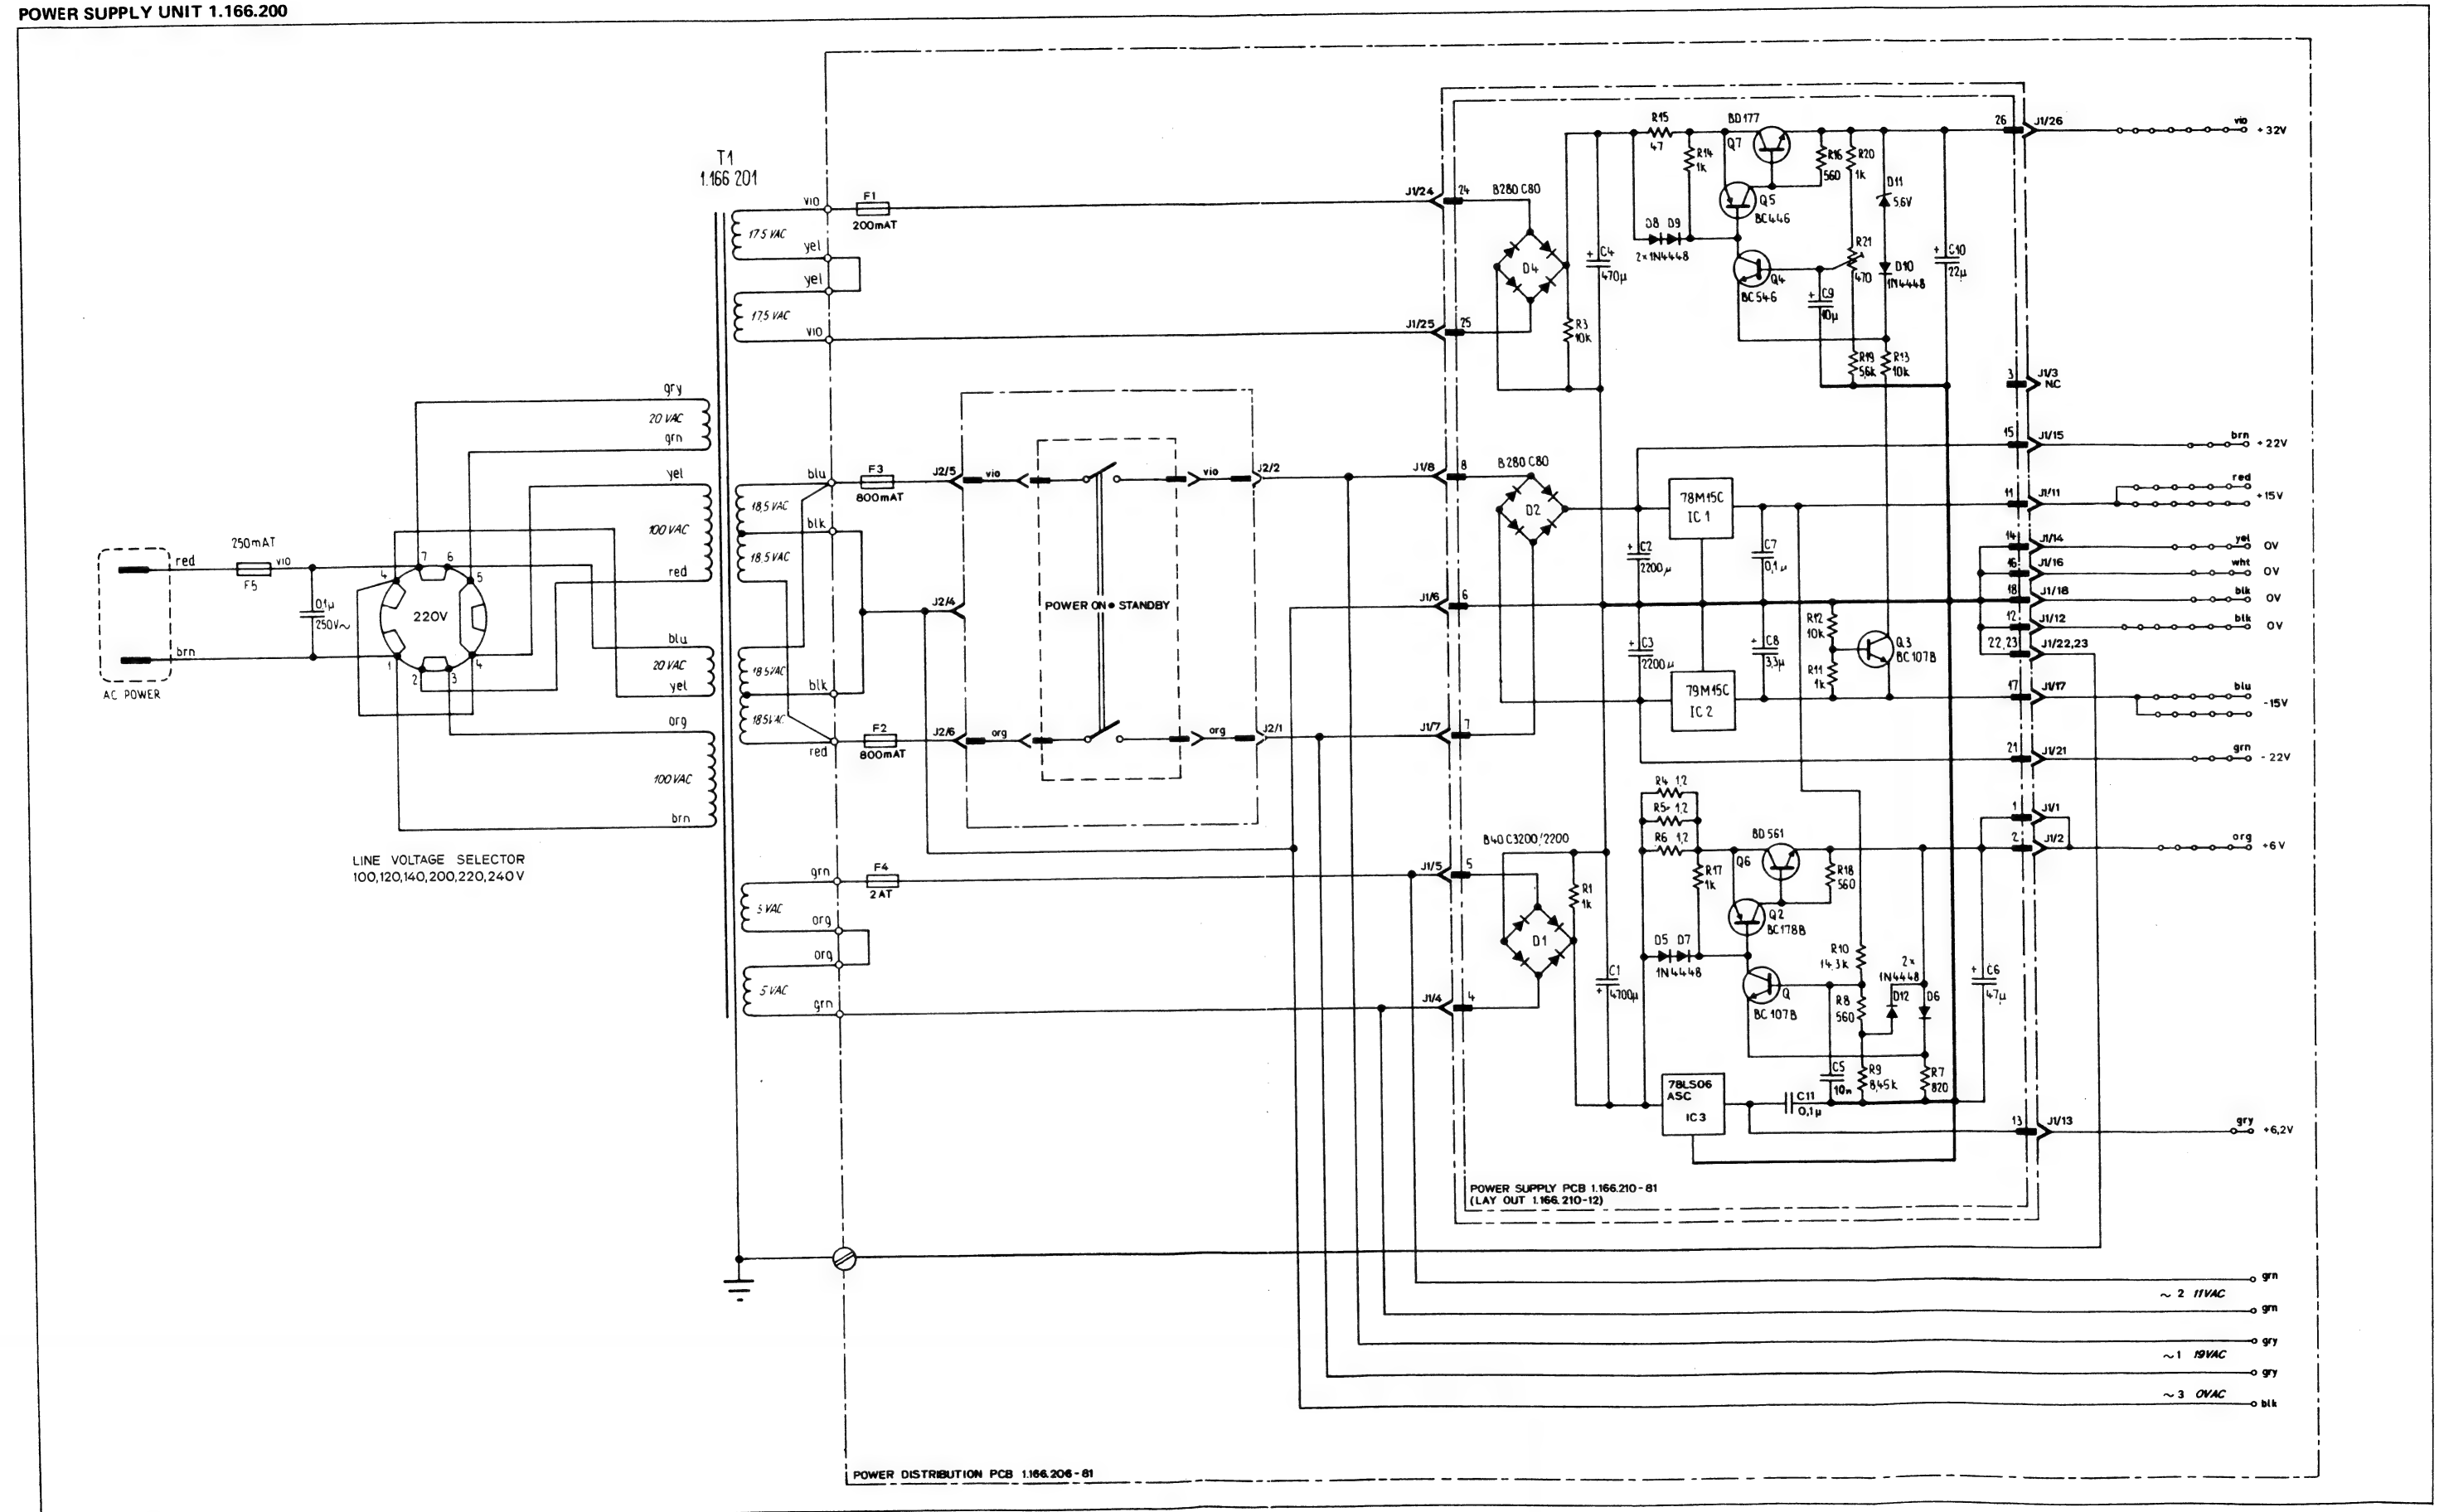 POWER SUPPLY UNIT 1.166.200
T1
1.166 201
vio
17.5 VAC
yel
yel
17,5 VAC
vio
F1
200mAT
gry
20 VAC
grn
yel
100 VAC
red
blu
20 VAC
yel
org
100 VAC
brn
AC POWER
red
brn
250mAT
F5
vio
0,1µ
250V~
220V
7
6
5
4
4
3
2
1
LINE VOLTAGE SELECTOR
100,120,140,200,220,240 V
blu
18,5 VAC
blk
18,5 VAC
18,5VAC
blk
18,5VAC
red
F3
800mAT
F2
800mAT
J2/5
vio
vio
J2/2
J2/4
POWER ON ● STANDBY
J2/6
org
org
J2/1
grn
5 VAC
org
org
5 VAC
grn
F4
2 AT
J1/24
24
B280 C80
D4
J1/25
25
R3
10k
C4
+
470µ
R15
47
R14
1k
BD177
Q7
Q5
BC446
D8 D9
2×1N4448
Q4
BC546
R16
560
R20
1k
R21
470
C9
+
10µ
R19
5,6k
R13
10k
D11
5.6V
D10
1N4448
C10
+
22µ
26
J1/26
vio
+32V
3
J1/3
NC
J1/8
8
B280 C80
D2
J1/6
6
J1/7
7
C2
+
2200µ
C3
+
2200µ
78M15C
IC 1
79M15C
IC 2
C7
0,1µ
C8
+
3,3µ
R12
10k
R11
1k
Q3
BC107B
15
J1/15
brn
+22V
11
J1/11
red
+15V
14
J1/14
yel
0V
16
J1/16
wht
0V
18
J1/18
blk
0V
12
J1/12
blk
0V
22,23
J1/22,23
17
J1/17
blu
-15V
21
J1/21
grn
-22V
B40 C3200/2200
J1/5
5
D1
J1/4
4
R1
1k
C1
+
4700µ
R4 1,2
R5 1,2
R6 1,2
R17
1k
BD561
Q6
R18
560
Q2
BC178B
D5 D7
1N4448
Q
BC107B
R10
14,3k
R8
560
2×
1N4448
D12
D6
C5
10n
R9
8,45k
R7
820
C6
+
47µ
1
J1/1
2
J1/2
org
+6V
78LS06
ASC
IC3
C11
0,1µ
13
J1/13
gry
+6,2V
POWER SUPPLY PCB 1.166.210-81
(LAY OUT 1.166.210-12)
grn
~ 2 11VAC
grn
gry
~ 1 19VAC
gry
~ 3 0VAC
blk
POWER DISTRIBUTION PCB 1.166.206-81